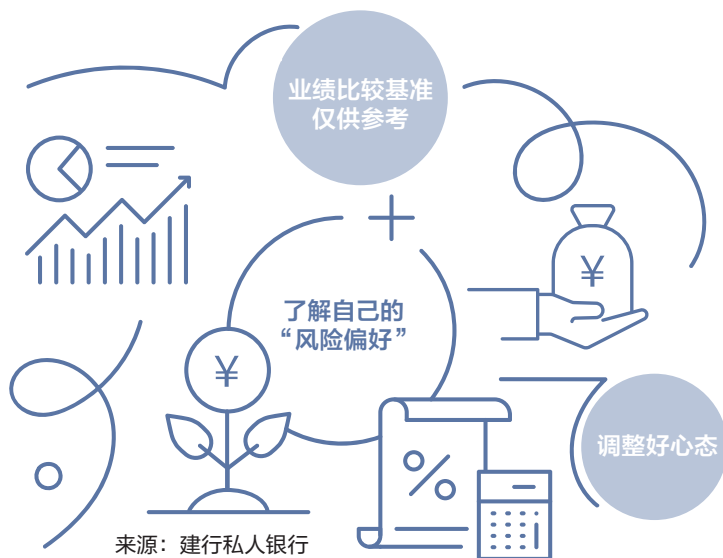 业绩比较基准
仅供参考
¥
了解自己的
“风险偏好”
¥
%
调整好心态
来源：建行私人银行